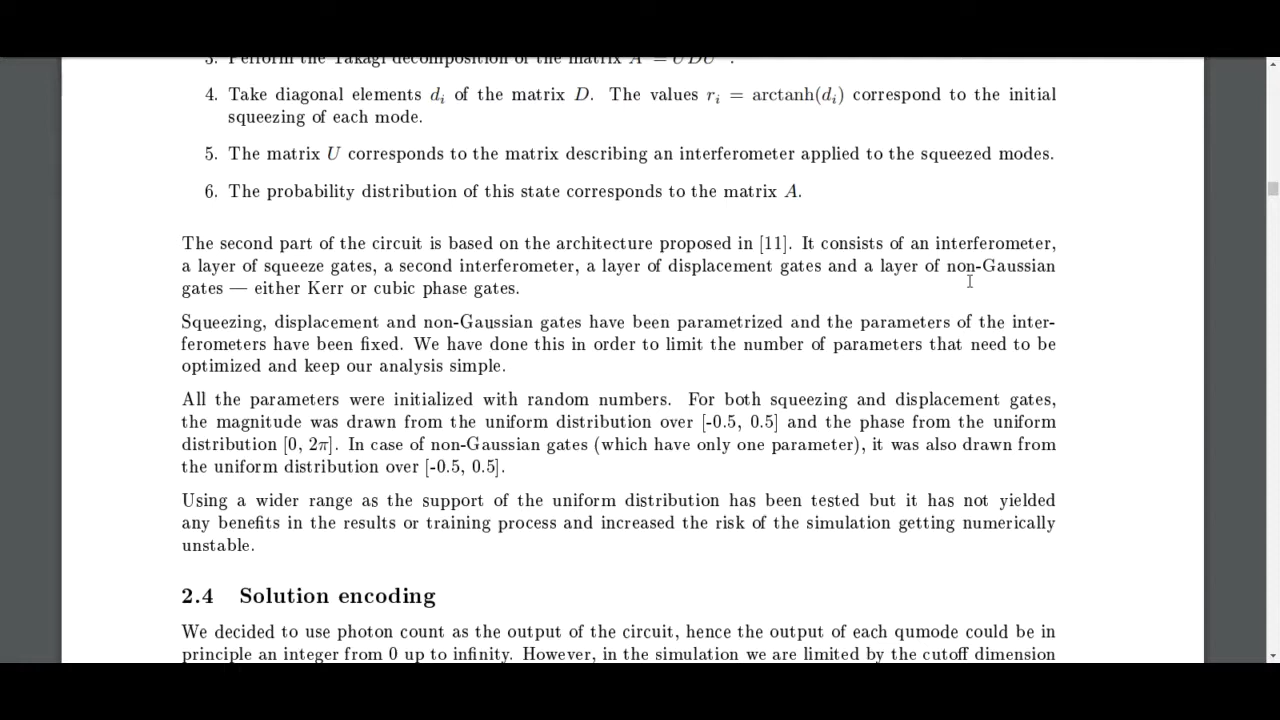 3. Perform the Takagi decomposition of the matrix A = UDU .
4. Take diagonal elements dᵢ of the matrix D. The values rᵢ = arctanh(dᵢ) correspond to the initial
squeezing of each mode.
5. The matrix U corresponds to the matrix describing an interferometer applied to the squeezed modes.
6. The probability distribution of this state corresponds to the matrix A.
The second part of the circuit is based on the architecture proposed in [11]. It consists of an interferometer,
a layer of squeeze gates, a second interferometer, a layer of displacement gates and a layer of non-Gaussian
gates — either Kerr or cubic phase gates.
Squeezing, displacement and non-Gaussian gates have been parametrized and the parameters of the inter-
ferometers have been fixed. We have done this in order to limit the number of parameters that need to be
optimized and keep our analysis simple.
All the parameters were initialized with random numbers. For both squeezing and displacement gates,
the magnitude was drawn from the uniform distribution over [-0.5, 0.5] and the phase from the uniform
distribution [0, 2π]. In case of non-Gaussian gates (which have only one parameter), it was also drawn from
the uniform distribution over [-0.5, 0.5].
Using a wider range as the support of the uniform distribution has been tested but it has not yielded
any benefits in the results or training process and increased the risk of the simulation getting numerically
unstable.
2.4 Solution encoding
We decided to use photon count as the output of the circuit, hence the output of each qumode could be in
principle an integer from 0 up to infinity. However, in the simulation we are limited by the cutoff dimension